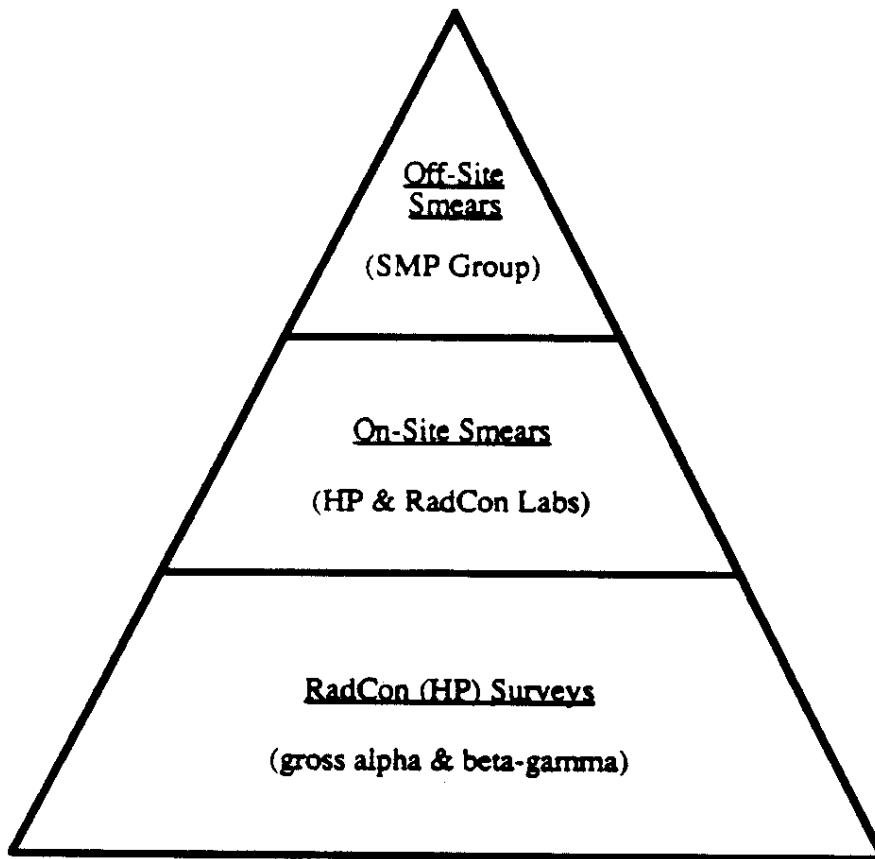 Off-Site
Smears
(SMP Group)
On-Site Smears
(HP & RadCon Labs)
RadCon (HP) Surveys
(gross alpha & beta-gamma)